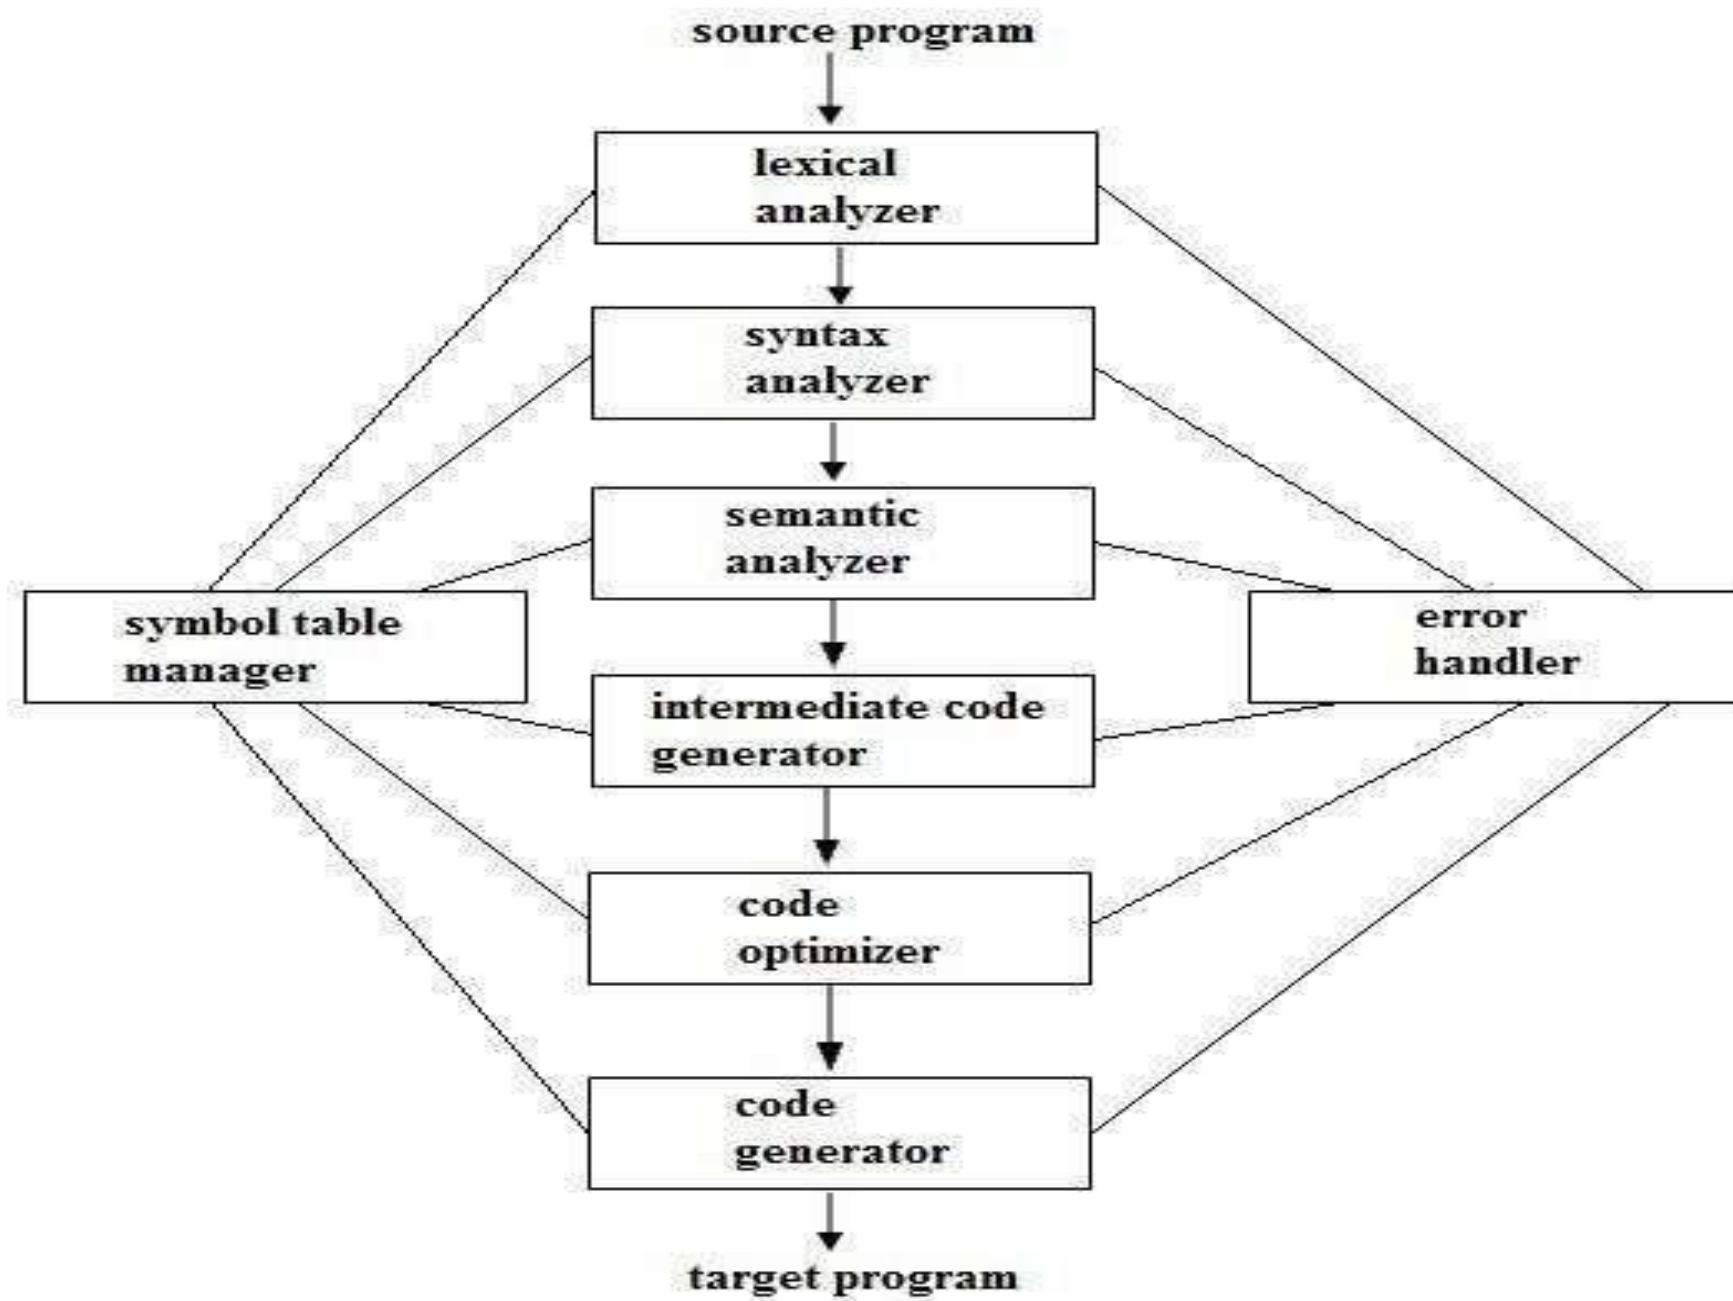 source program
lexical
analyzer
syntax
analyzer
semantic
analyzer
symbol table
manager
error
handler
intermediate code
generator
code
optimizer
code
generator
target program